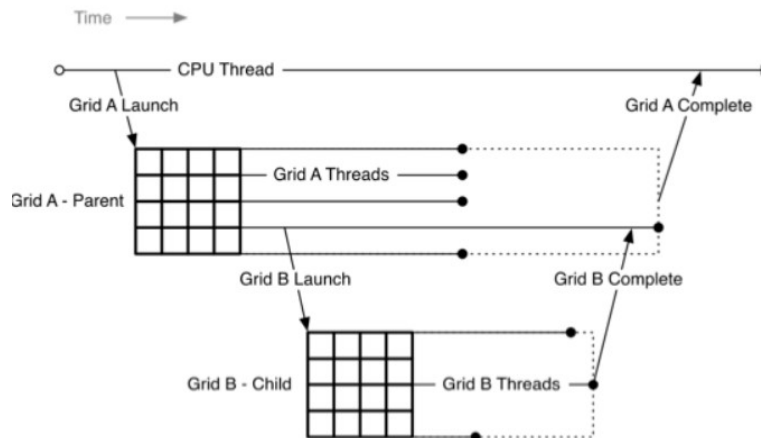 Time
CPU Thread
Grid A Launch
Grid A Complete
Grid A Threads
Grid A - Parent
Grid B Launch
Grid B Complete
Grid B - Child
Grid B Threads